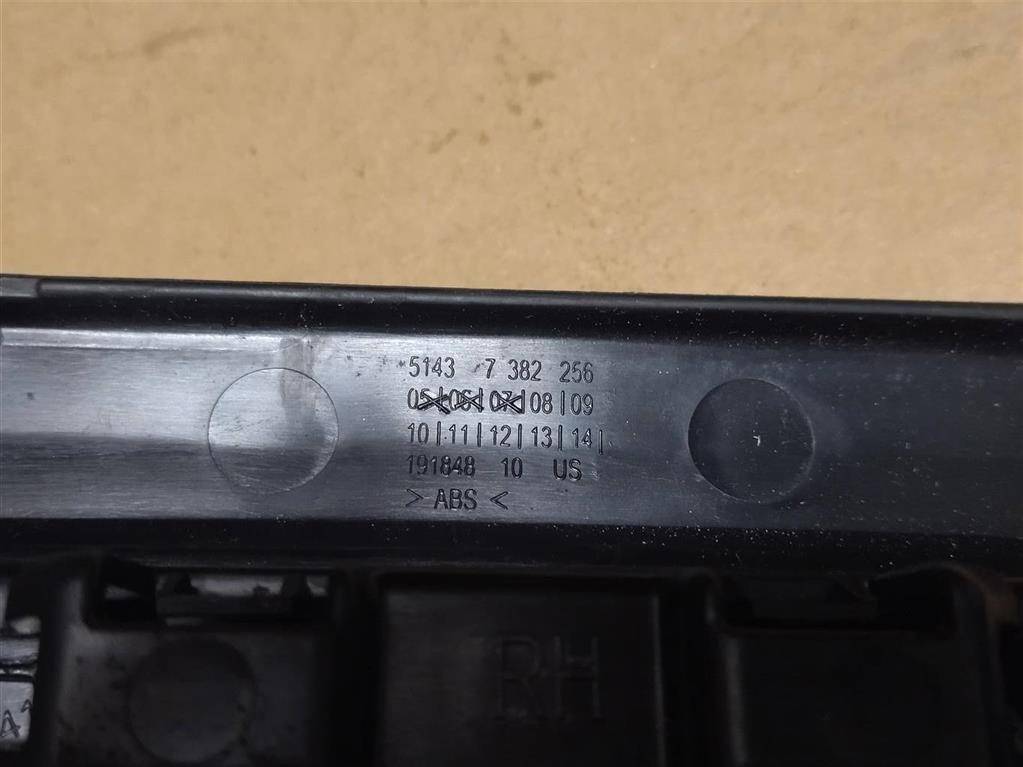 5143 7 382 256
05|06|07|08|09
10|11|12|13|14|
191848 10 US
> ABS <
RH